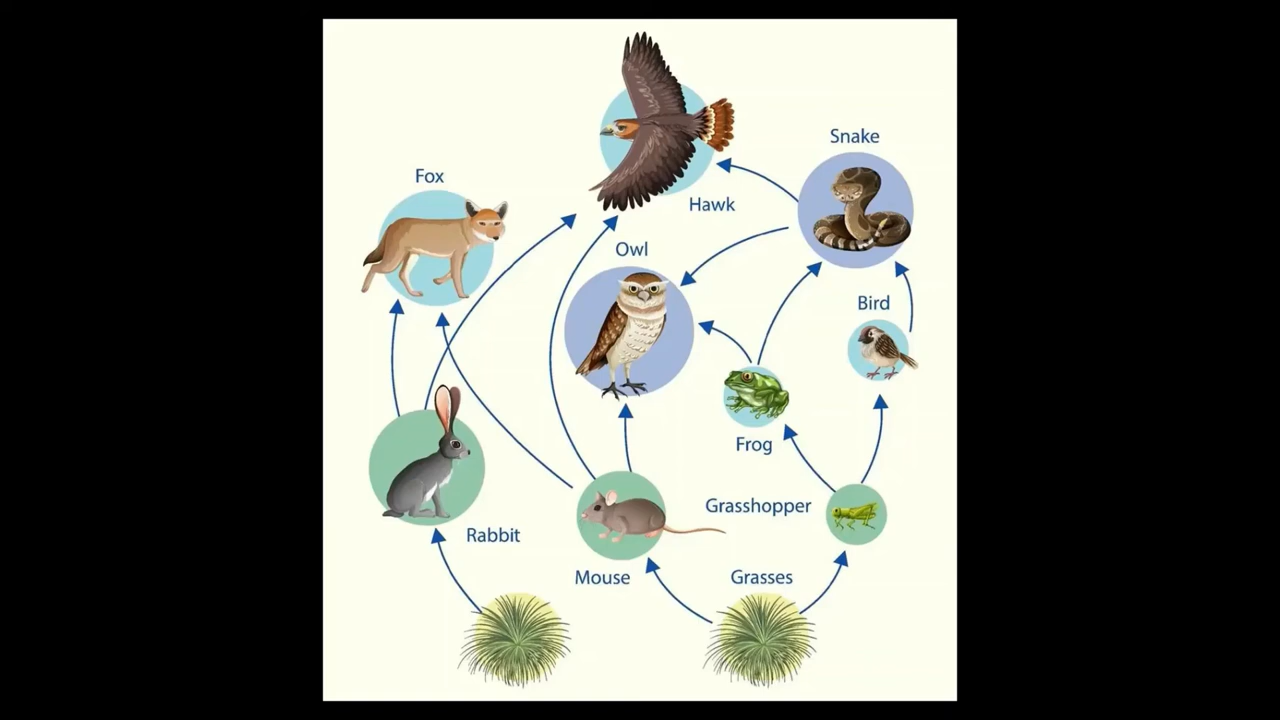 Snake
Fox
Hawk
Owl
Bird
Frog
Grasshopper
Rabbit
Mouse
Grasses